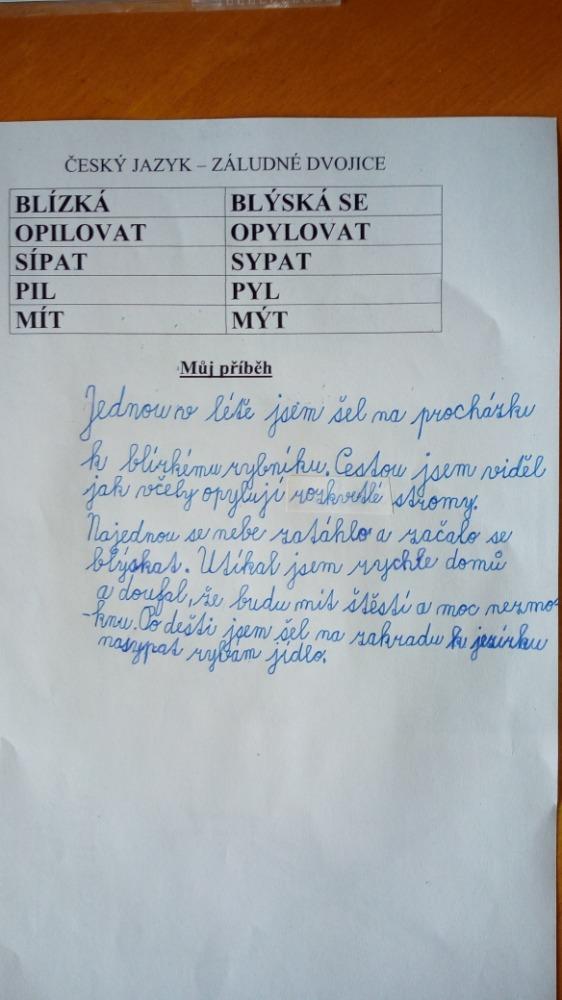 ČESKÝ JAZYK – ZÁLUDNÉ DVOJICE
BLÍZKÁ BLÝSKÁ SE
OPILOVAT OPYLOVAT
SÍPAT SYPAT
PIL PYL
MÍT MÝT
Můj příběh
Jednou v létě jsem šel na procházku
k blízkému rybníku. Cestou jsem viděl
jak včely opylují rozkvetlé stromy.
Najednou se nebe zatáhlo a začalo se
blýskat. Utíkal jsem rychle domů
a doufal, že budu mít štěstí a moc nezmo-
-knu. Po dešti jsem šel na zahradu k jezírku
nasypat rybám jídlo.